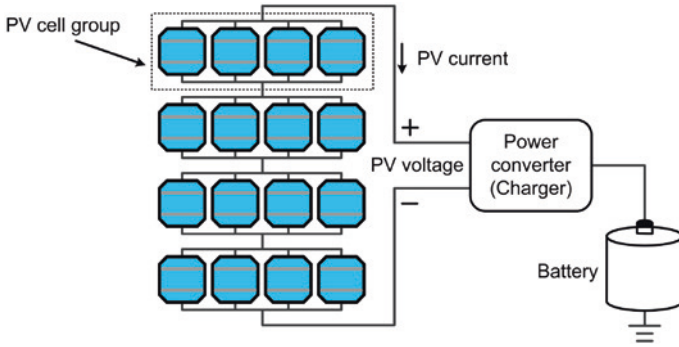 PV cell group
PV current
+
PV voltage
−
Power
converter
(Charger)
Battery